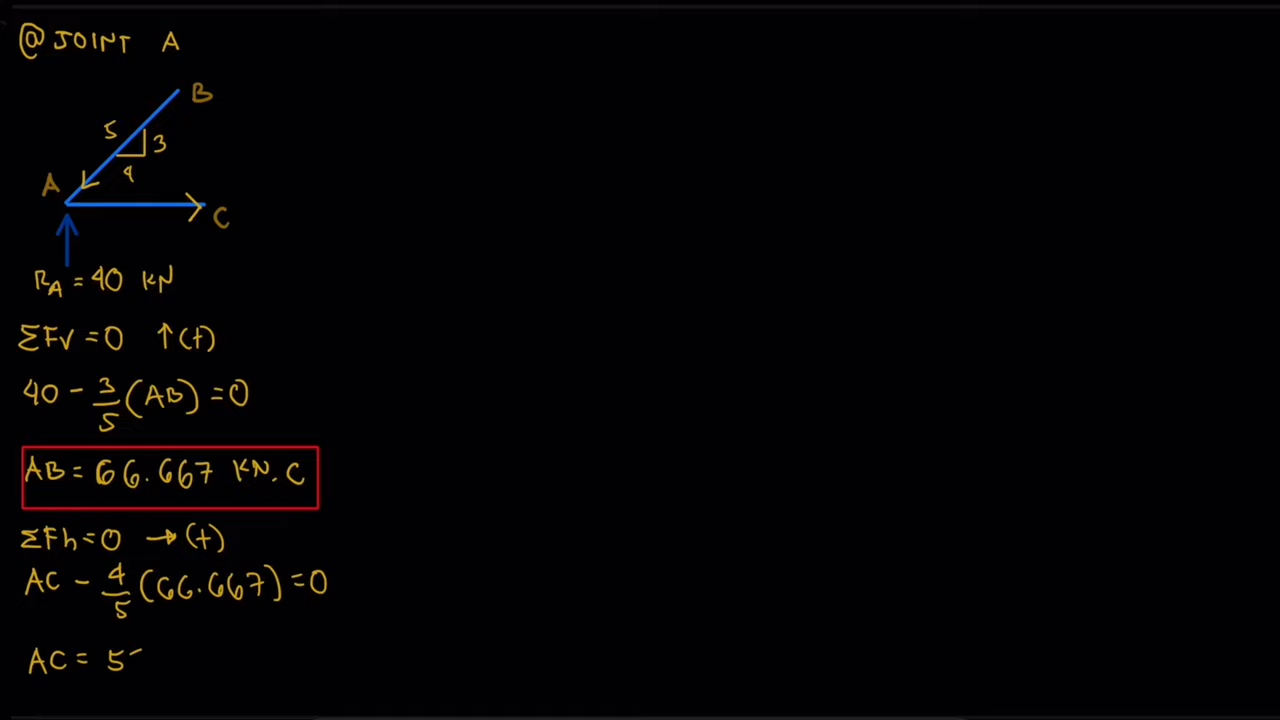 @ JOINT A
B
5
3
4
A
C
RA = 40 KN
ΣFv = 0 ↑(+)
40 - 3/5 (AB) = 0
AB = 66.667 KN. C
ΣFh = 0 → (+)
AC - 4/5 (66.667) = 0
AC = 5